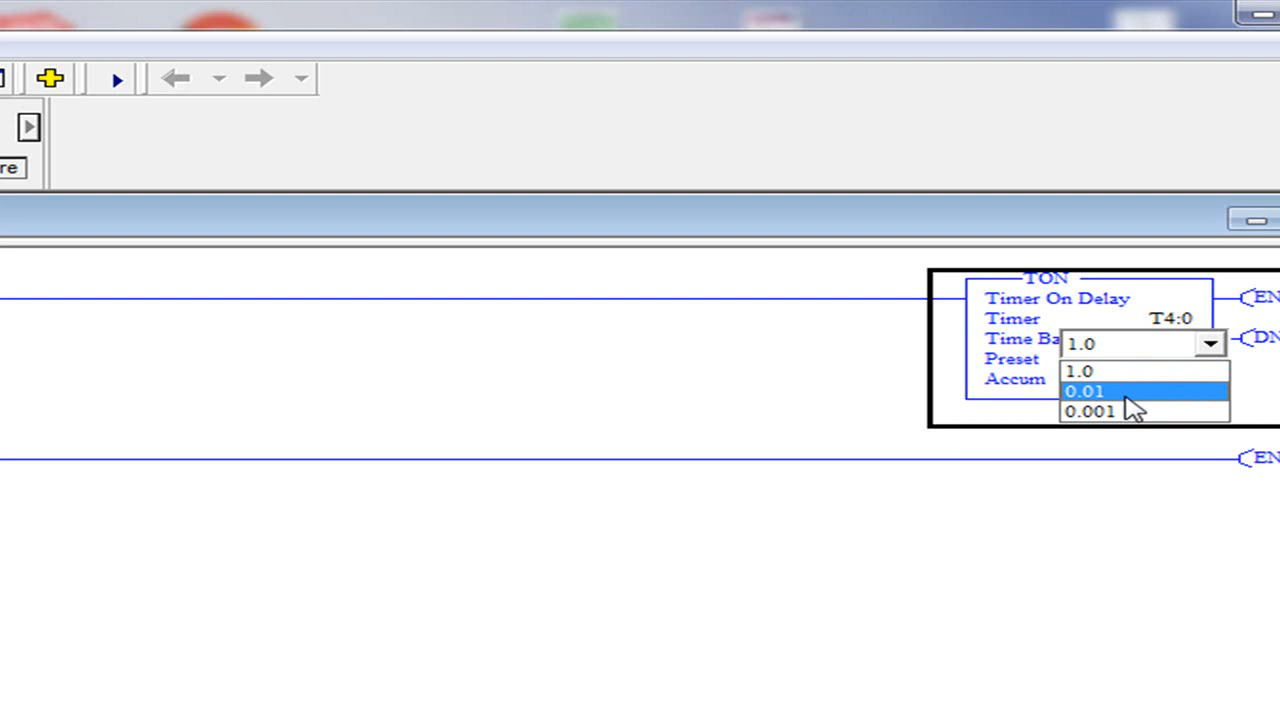 re
TON
Timer On Delay
EN
Timer
T4:0
Time Ba
1.0
DN
Preset
1.0
Accum
0.01
0.001
EN